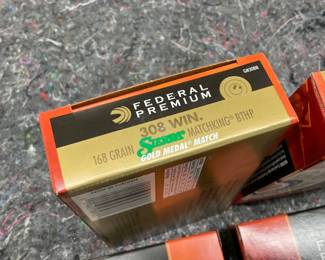 FEDERAL
PREMIUM
308 WIN.
168 GRAIN SIERRA MATCHKING BTHP
GOLD MEDAL MATCH